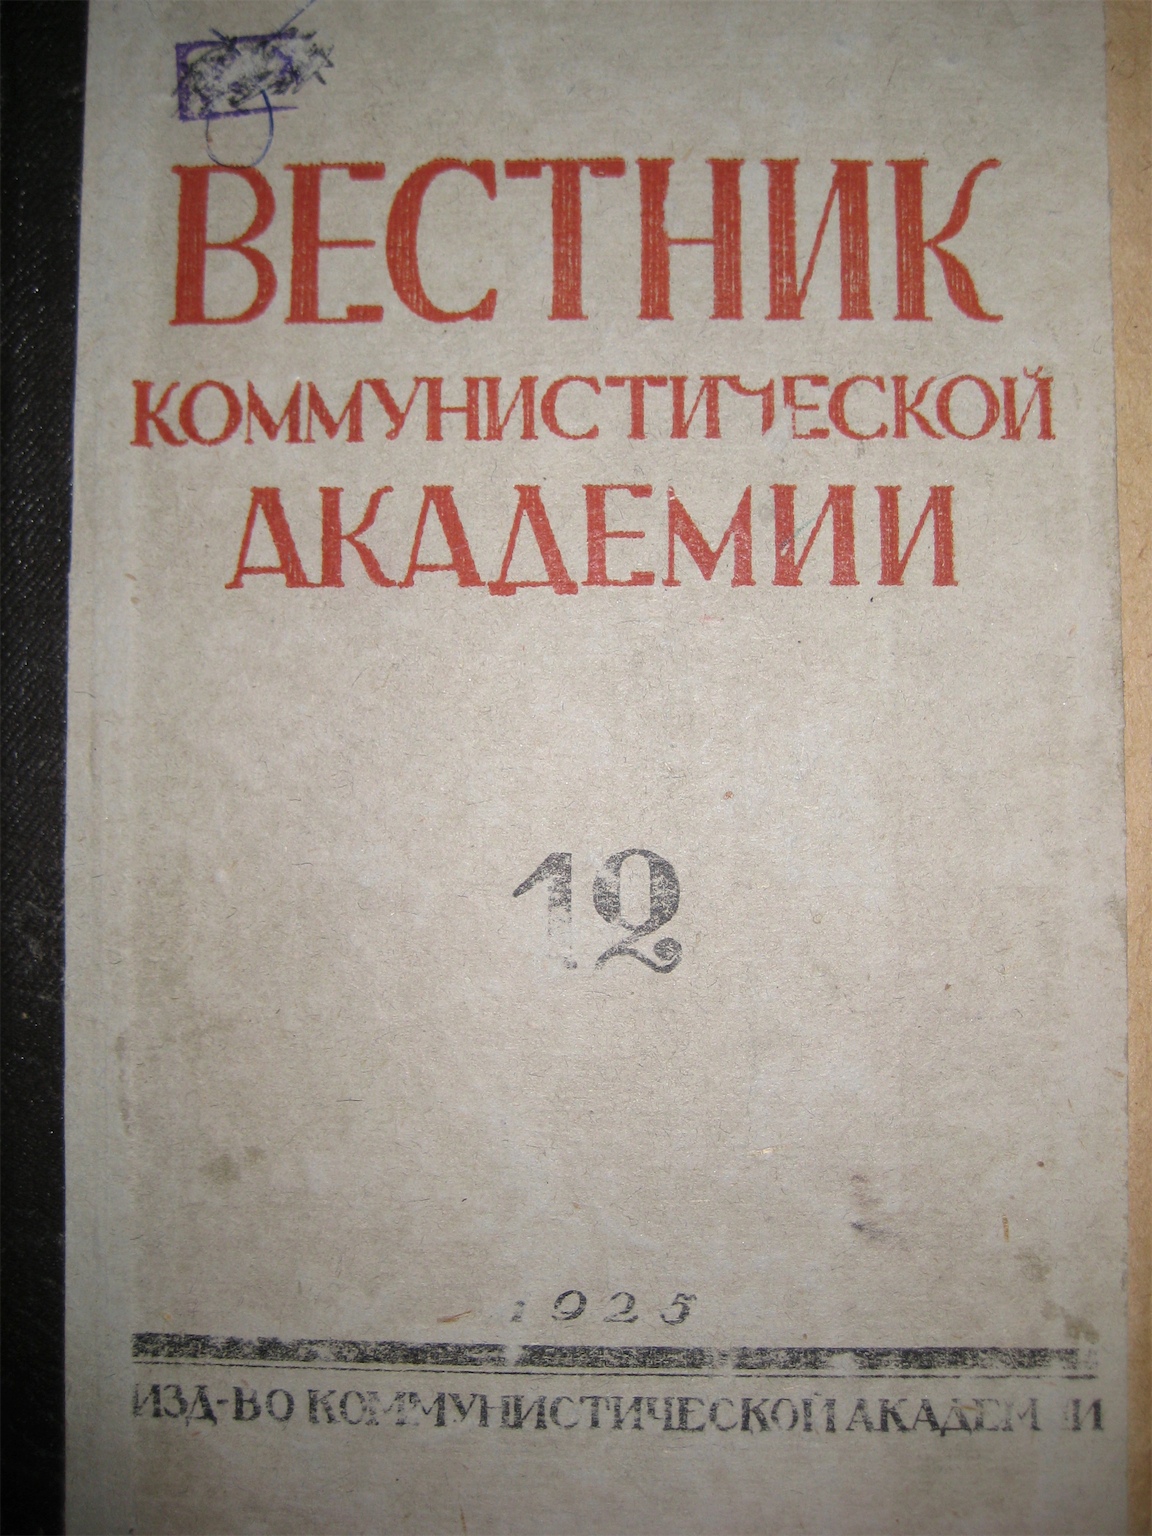 ВЕСТНИК
КОММУНИСТИЧЕСКОЙ
АКАДЕМИИ
12
1925
ИЗД-ВО КОММУНИСТИЧЕСКОЙ АКАДЕМИИ